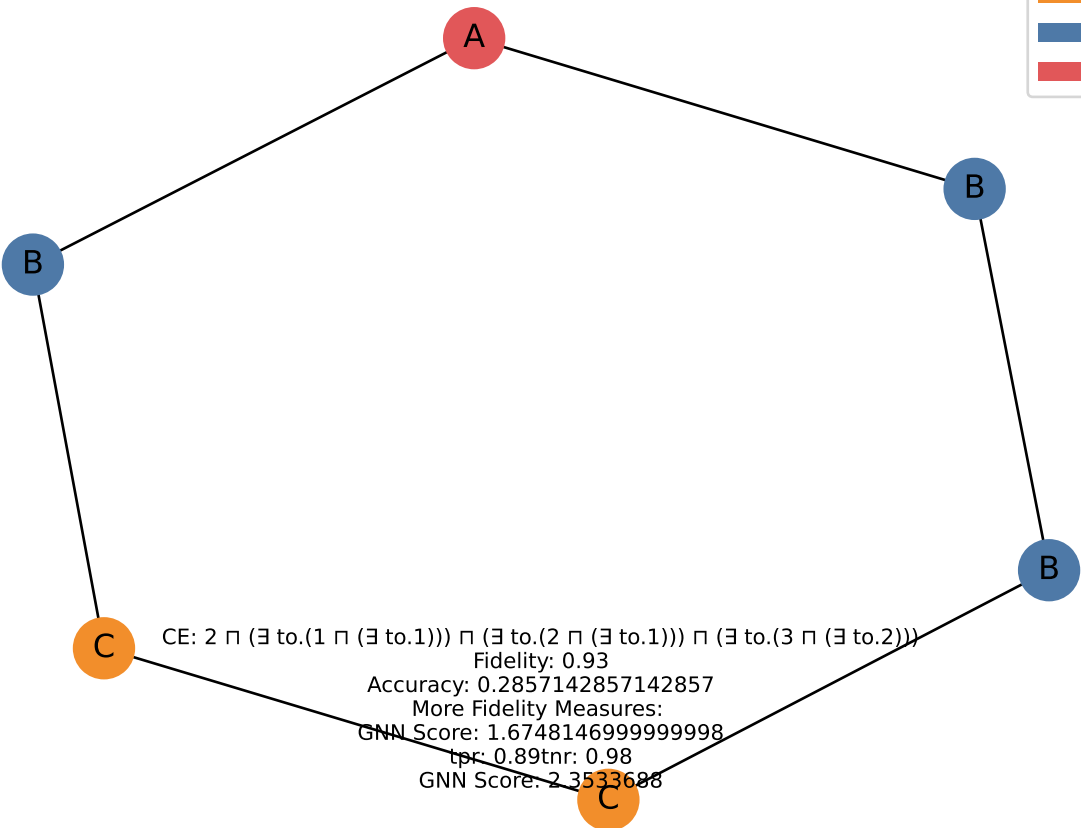 A
B
B
B
C
CE: 2 ⊓ (∃ to.(1 ⊓ (∃ to.1))) ⊓ (∃ to.(2 ⊓ (∃ to.1))) ⊓ (∃ to.(3 ⊓ (∃ to.2)))
Fidelity: 0.93
Accuracy: 0.2857142857142857
More Fidelity Measures:
GNN Score: 1.6748146999999998
tpr: 0.89tnr: 0.98
GNN Score: 2.3533688
C